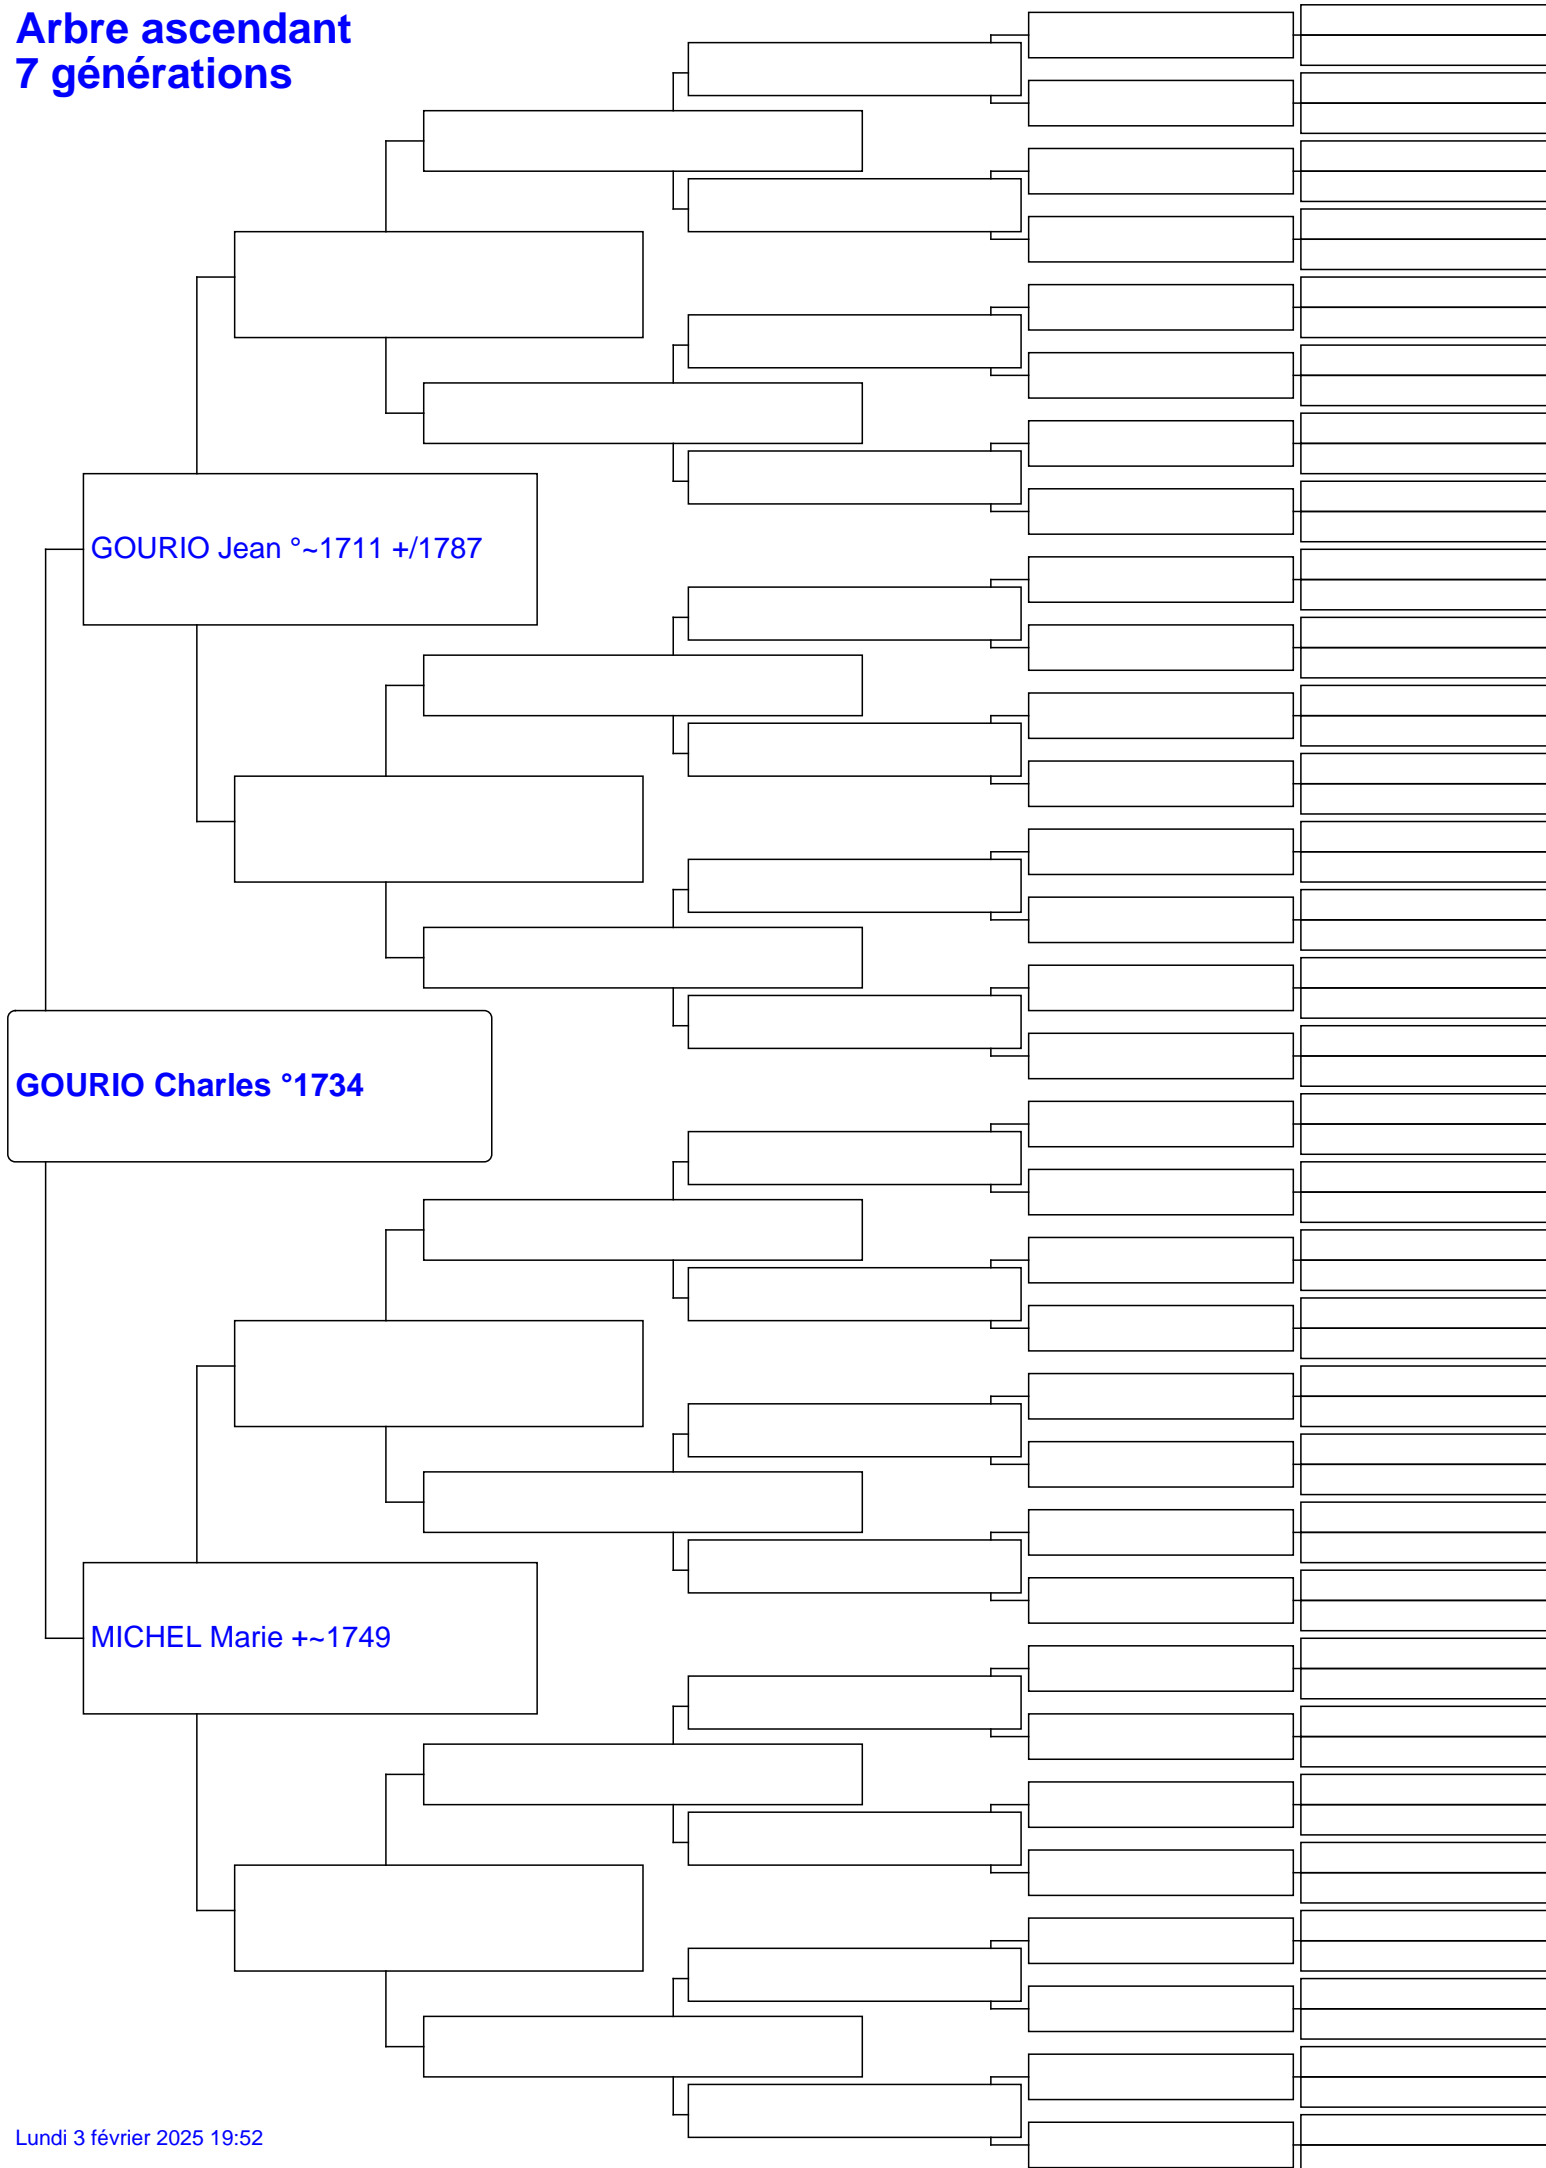 Arbre ascendant
7 générations
GOURIO Jean °~1711 +/1787
GOURIO Charles °1734
MICHEL Marie +~1749
Lundi 3 février 2025 19:52